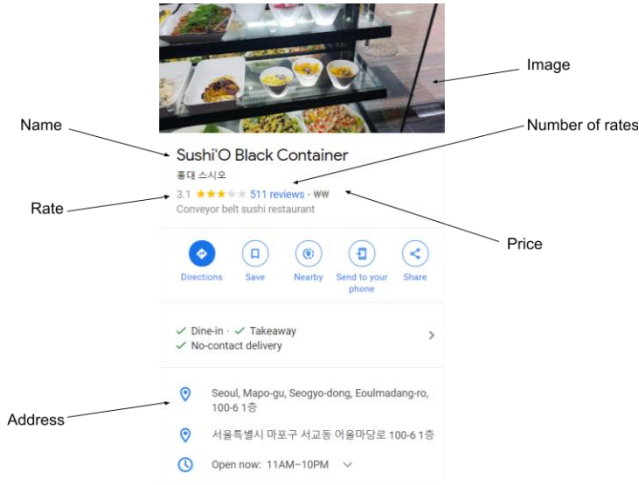 Image
Name
Number of rates
Sushi'O Black Container
홍대 스시오
3.1 511 reviews · ₩₩
Rate
Conveyor belt sushi restaurant
Price
Directions Save Nearby Send to your phone Share
Dine-in · Takeaway
No-contact delivery
Seoul, Mapo-gu, Seogyo-dong, Eoulmadang-ro,
100-6 1층
Address
서울특별시 마포구 서교동 어울마당로 100-6 1층
Open now: 11AM–10PM